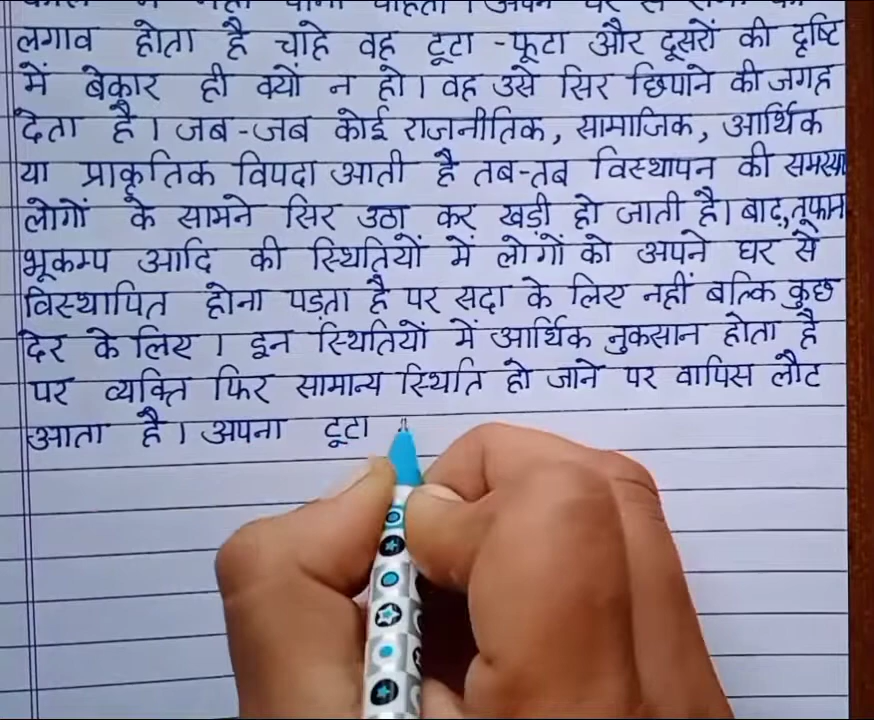 लगाव होता है चाहे वह टूटा-फूटा और दूसरों की दृष्टि
में बेकार ही क्यों न हो। वह उसे सिर छिपाने की जगह
देता है। जब-जब कोई राजनीतिक, सामाजिक, आर्थिक
या प्राकृतिक विपदा आती है तब-तब विस्थापन की समस्या
लोगों के सामने सिर उठा कर खड़ी हो जाती है। बाढ़, तूफान
भूकम्प आदि की स्थितियों में लोगों को अपने घर से
विस्थापित होना पड़ता है पर सदा के लिए नहीं बल्कि कुछ
देर के लिए। इन स्थितियों में आर्थिक नुकसान होता है
पर व्यक्ति फिर सामान्य स्थिति हो जाने पर वापिस लौट
आता है। अपना टूटा